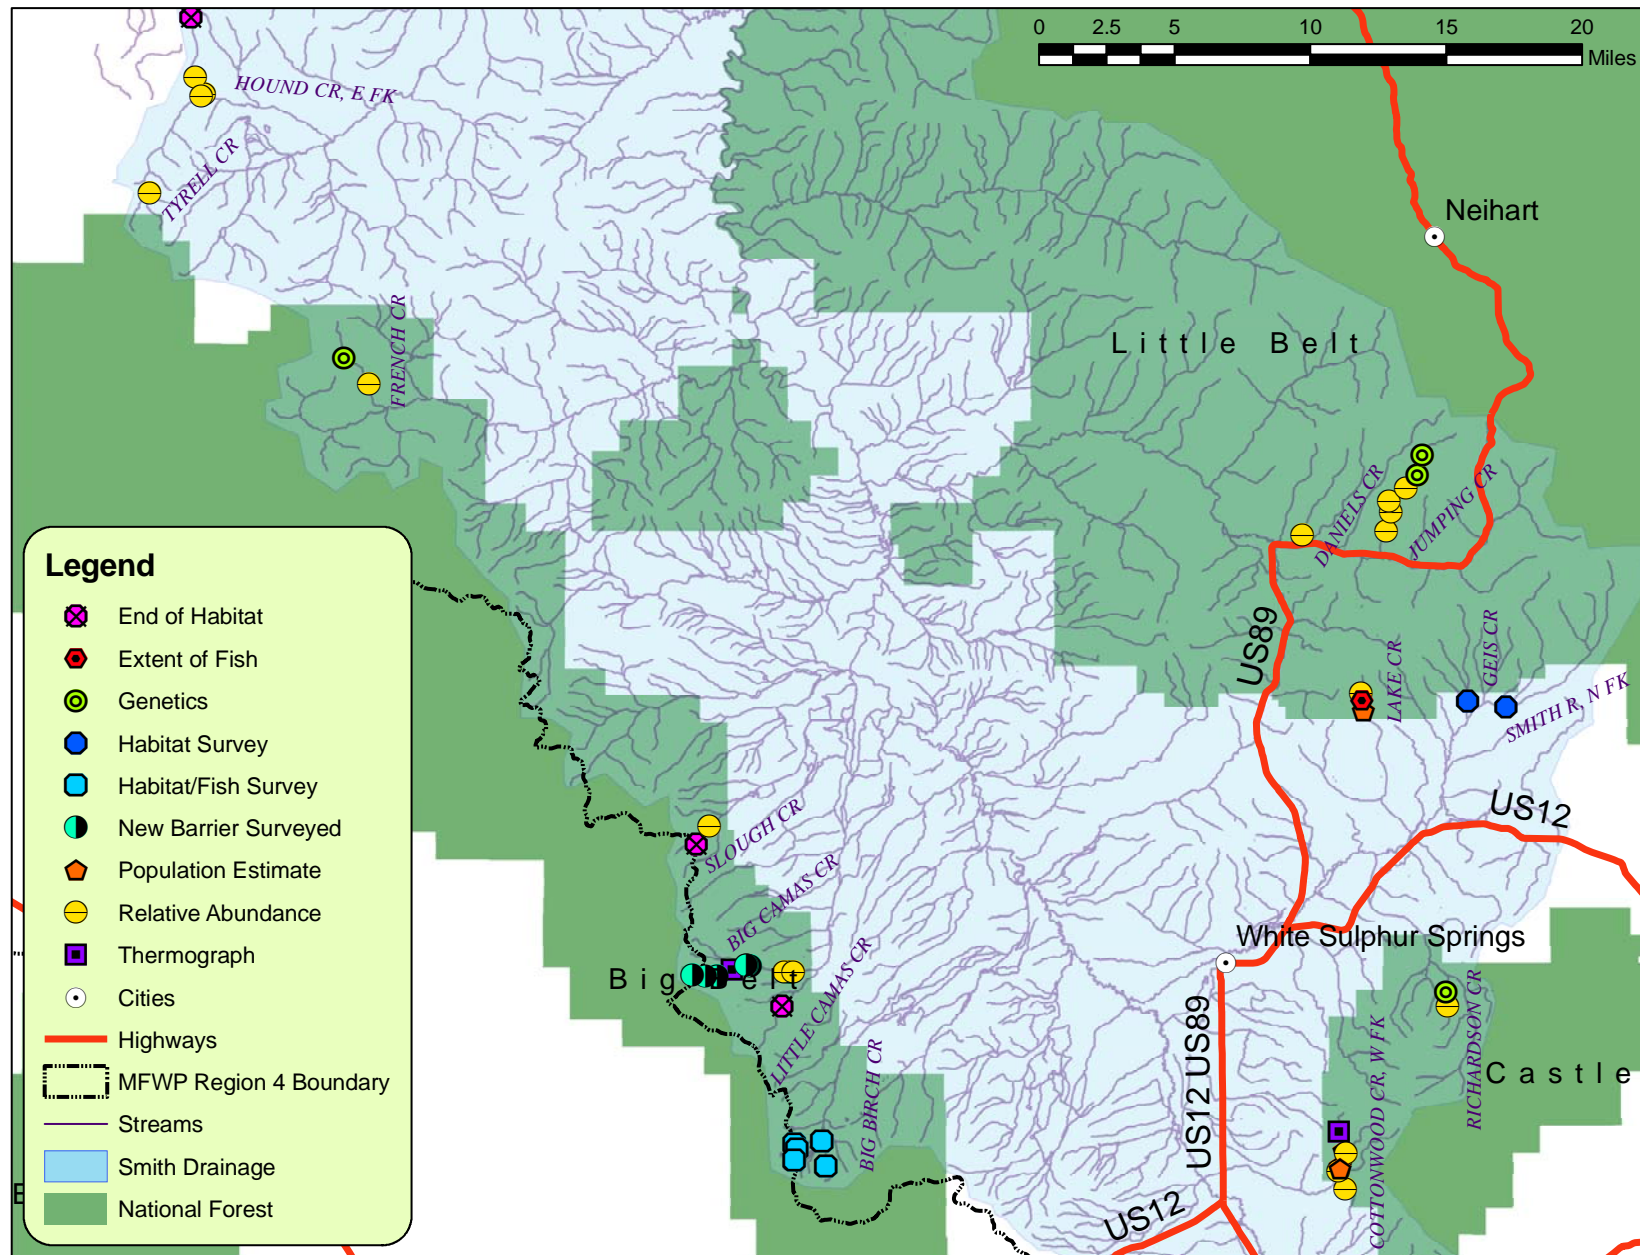 0 2.5 5 10 15 20
Miles
HOUND CR, E FK
TYRELL CR
Neihart
FRENCH CR
Little Belt
DANIELS CR
JUMPING CR
US89
LAKE CR
GEIS CR
SMITH R, N FK
US12
SLOUGH CR
BIG CAMAS CR
White Sulphur Springs
Big Belt
LITTLE CAMAS CR
RICHARDSON CR
US12 US89
COTTONWOOD CR, W FK
Castle
BIG BIRCH CR
US12
Legend
End of Habitat
Extent of Fish
Genetics
Habitat Survey
Habitat/Fish Survey
New Barrier Surveyed
Population Estimate
Relative Abundance
Thermograph
Cities
Highways
MFWP Region 4 Boundary
Streams
Smith Drainage
National Forest